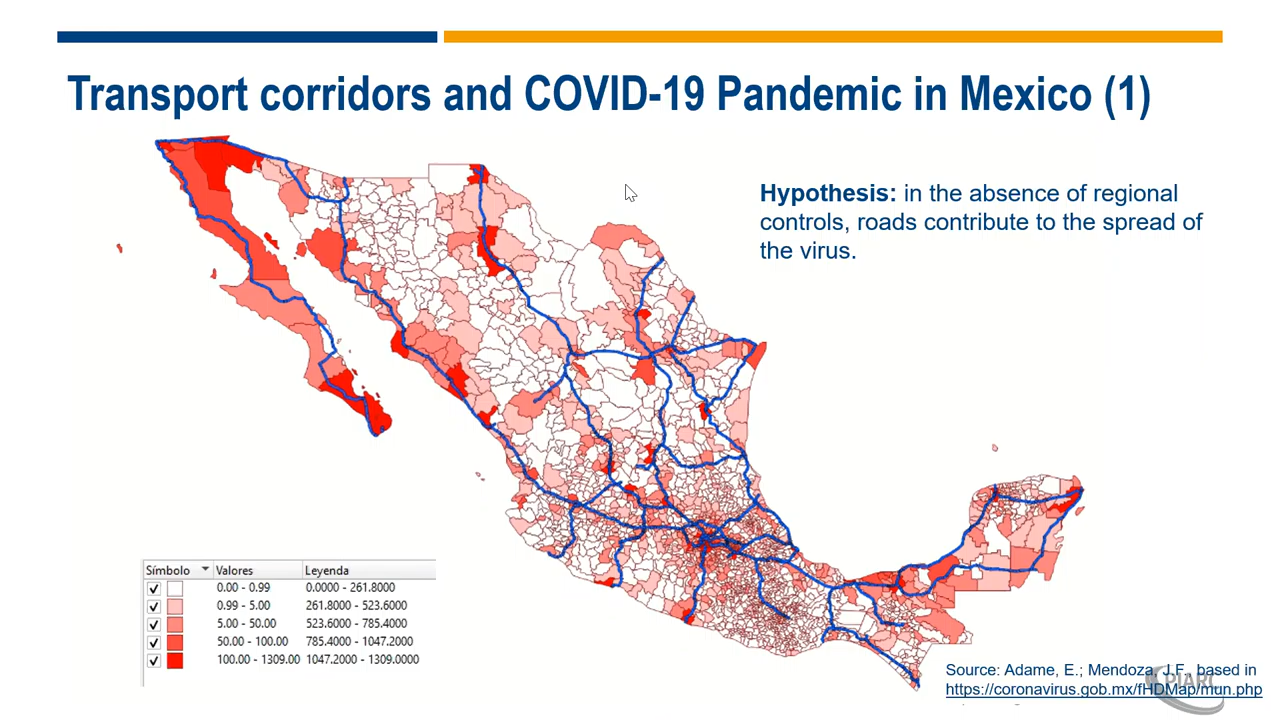 Transport corridors and COVID-19 Pandemic in Mexico (1)
Hypothesis: in the absence of regional
controls, roads contribute to the spread of
the virus.
Símbolo Valores Leyenda
0.00 - 0.99 0.0000 - 261.8000
0.99 - 5.00 261.8000 - 523.6000
5.00 - 50.00 523.6000 - 785.4000
50.00 - 100.00 785.4000 - 1047.2000
100.00 - 1309.00 1047.2000 - 1309.0000
Source: Adame, E.; Mendoza, J.F., based in
https://coronavirus.gob.mx/fHDMap/mun.php
PIARC